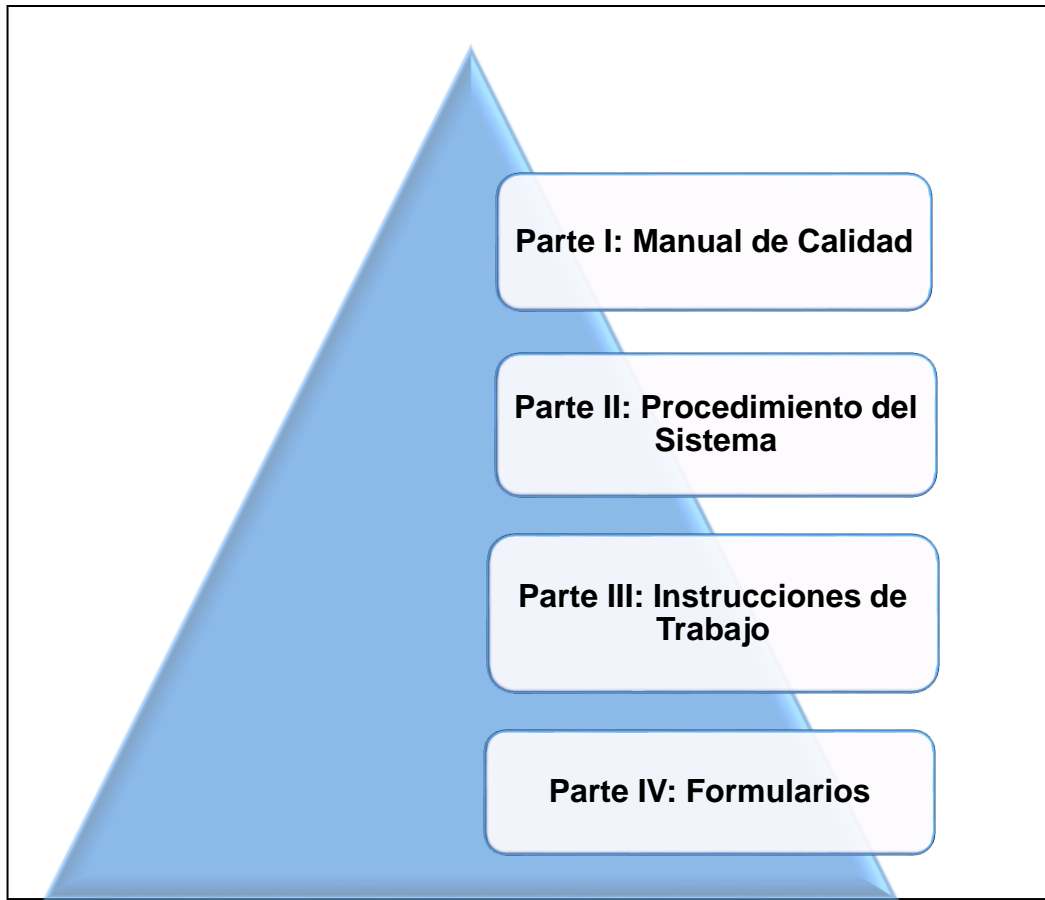 Parte I: Manual de Calidad
Parte II: Procedimiento del
Sistema
Parte III: Instrucciones de
Trabajo
Parte IV: Formularios